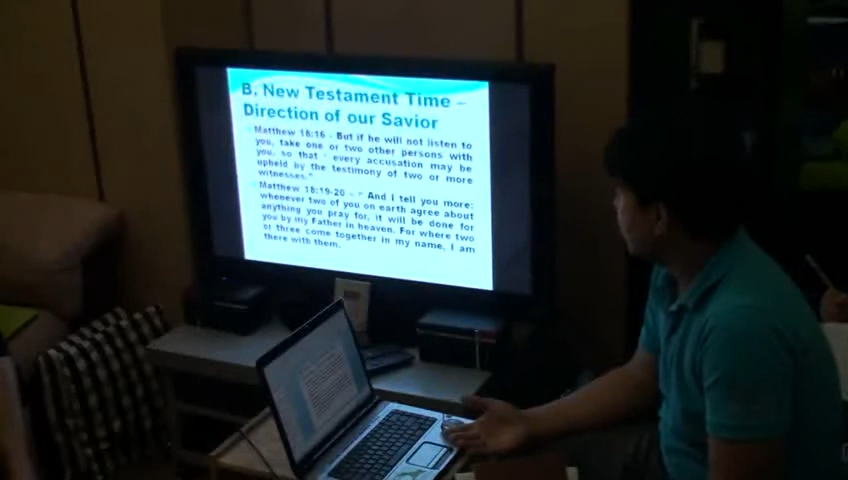 B. New Testament Time –
Direction of our Savior
Matthew 18:16 - But if he will not listen to
you, take one or two other persons with
you, so that " every accusation may be
upheld by the testimony of two or more
witnesses."
Matthew 18:19-20 – " And I tell you more:
whenever two of you on earth agree about
anything you pray for, it will be done for
you by my Father in heaven. For where two
or three come together in my name, I am
there with them.